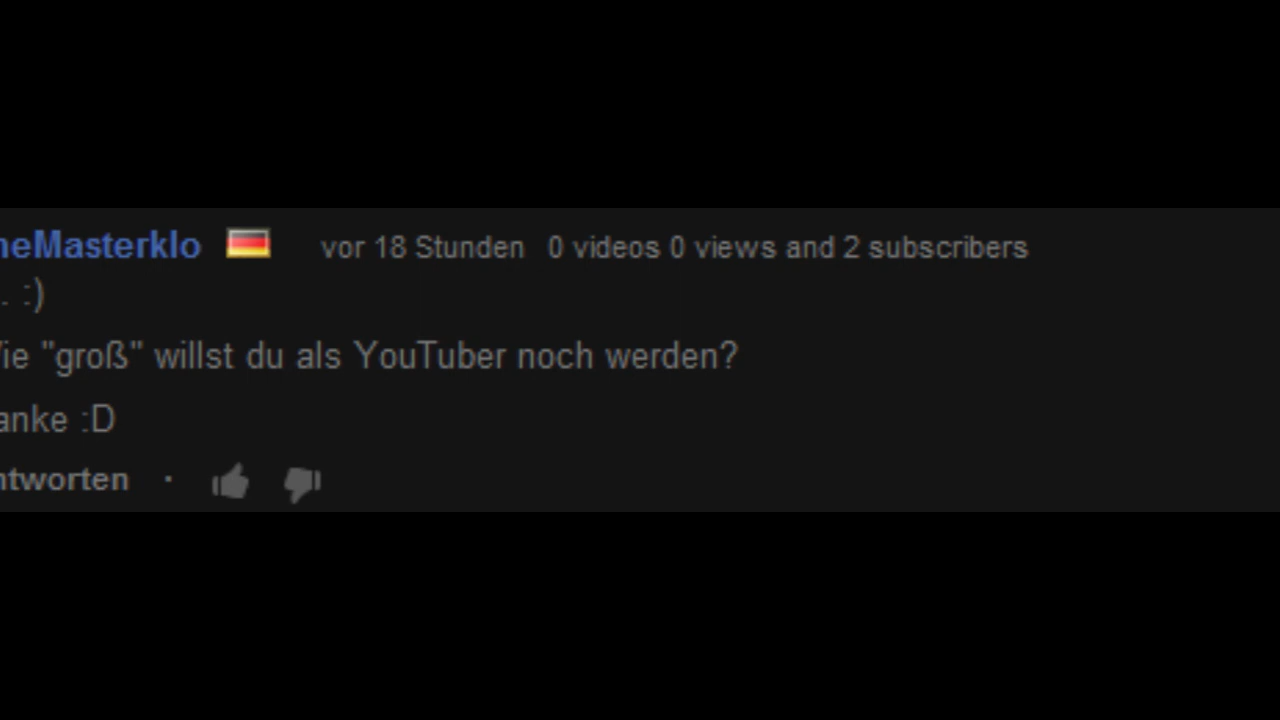 neMasterklo vor 18 Stunden 0 videos 0 views and 2 subscribers
. :)
ie "groß" willst du als YouTuber noch werden?
anke :D
ntworten ·